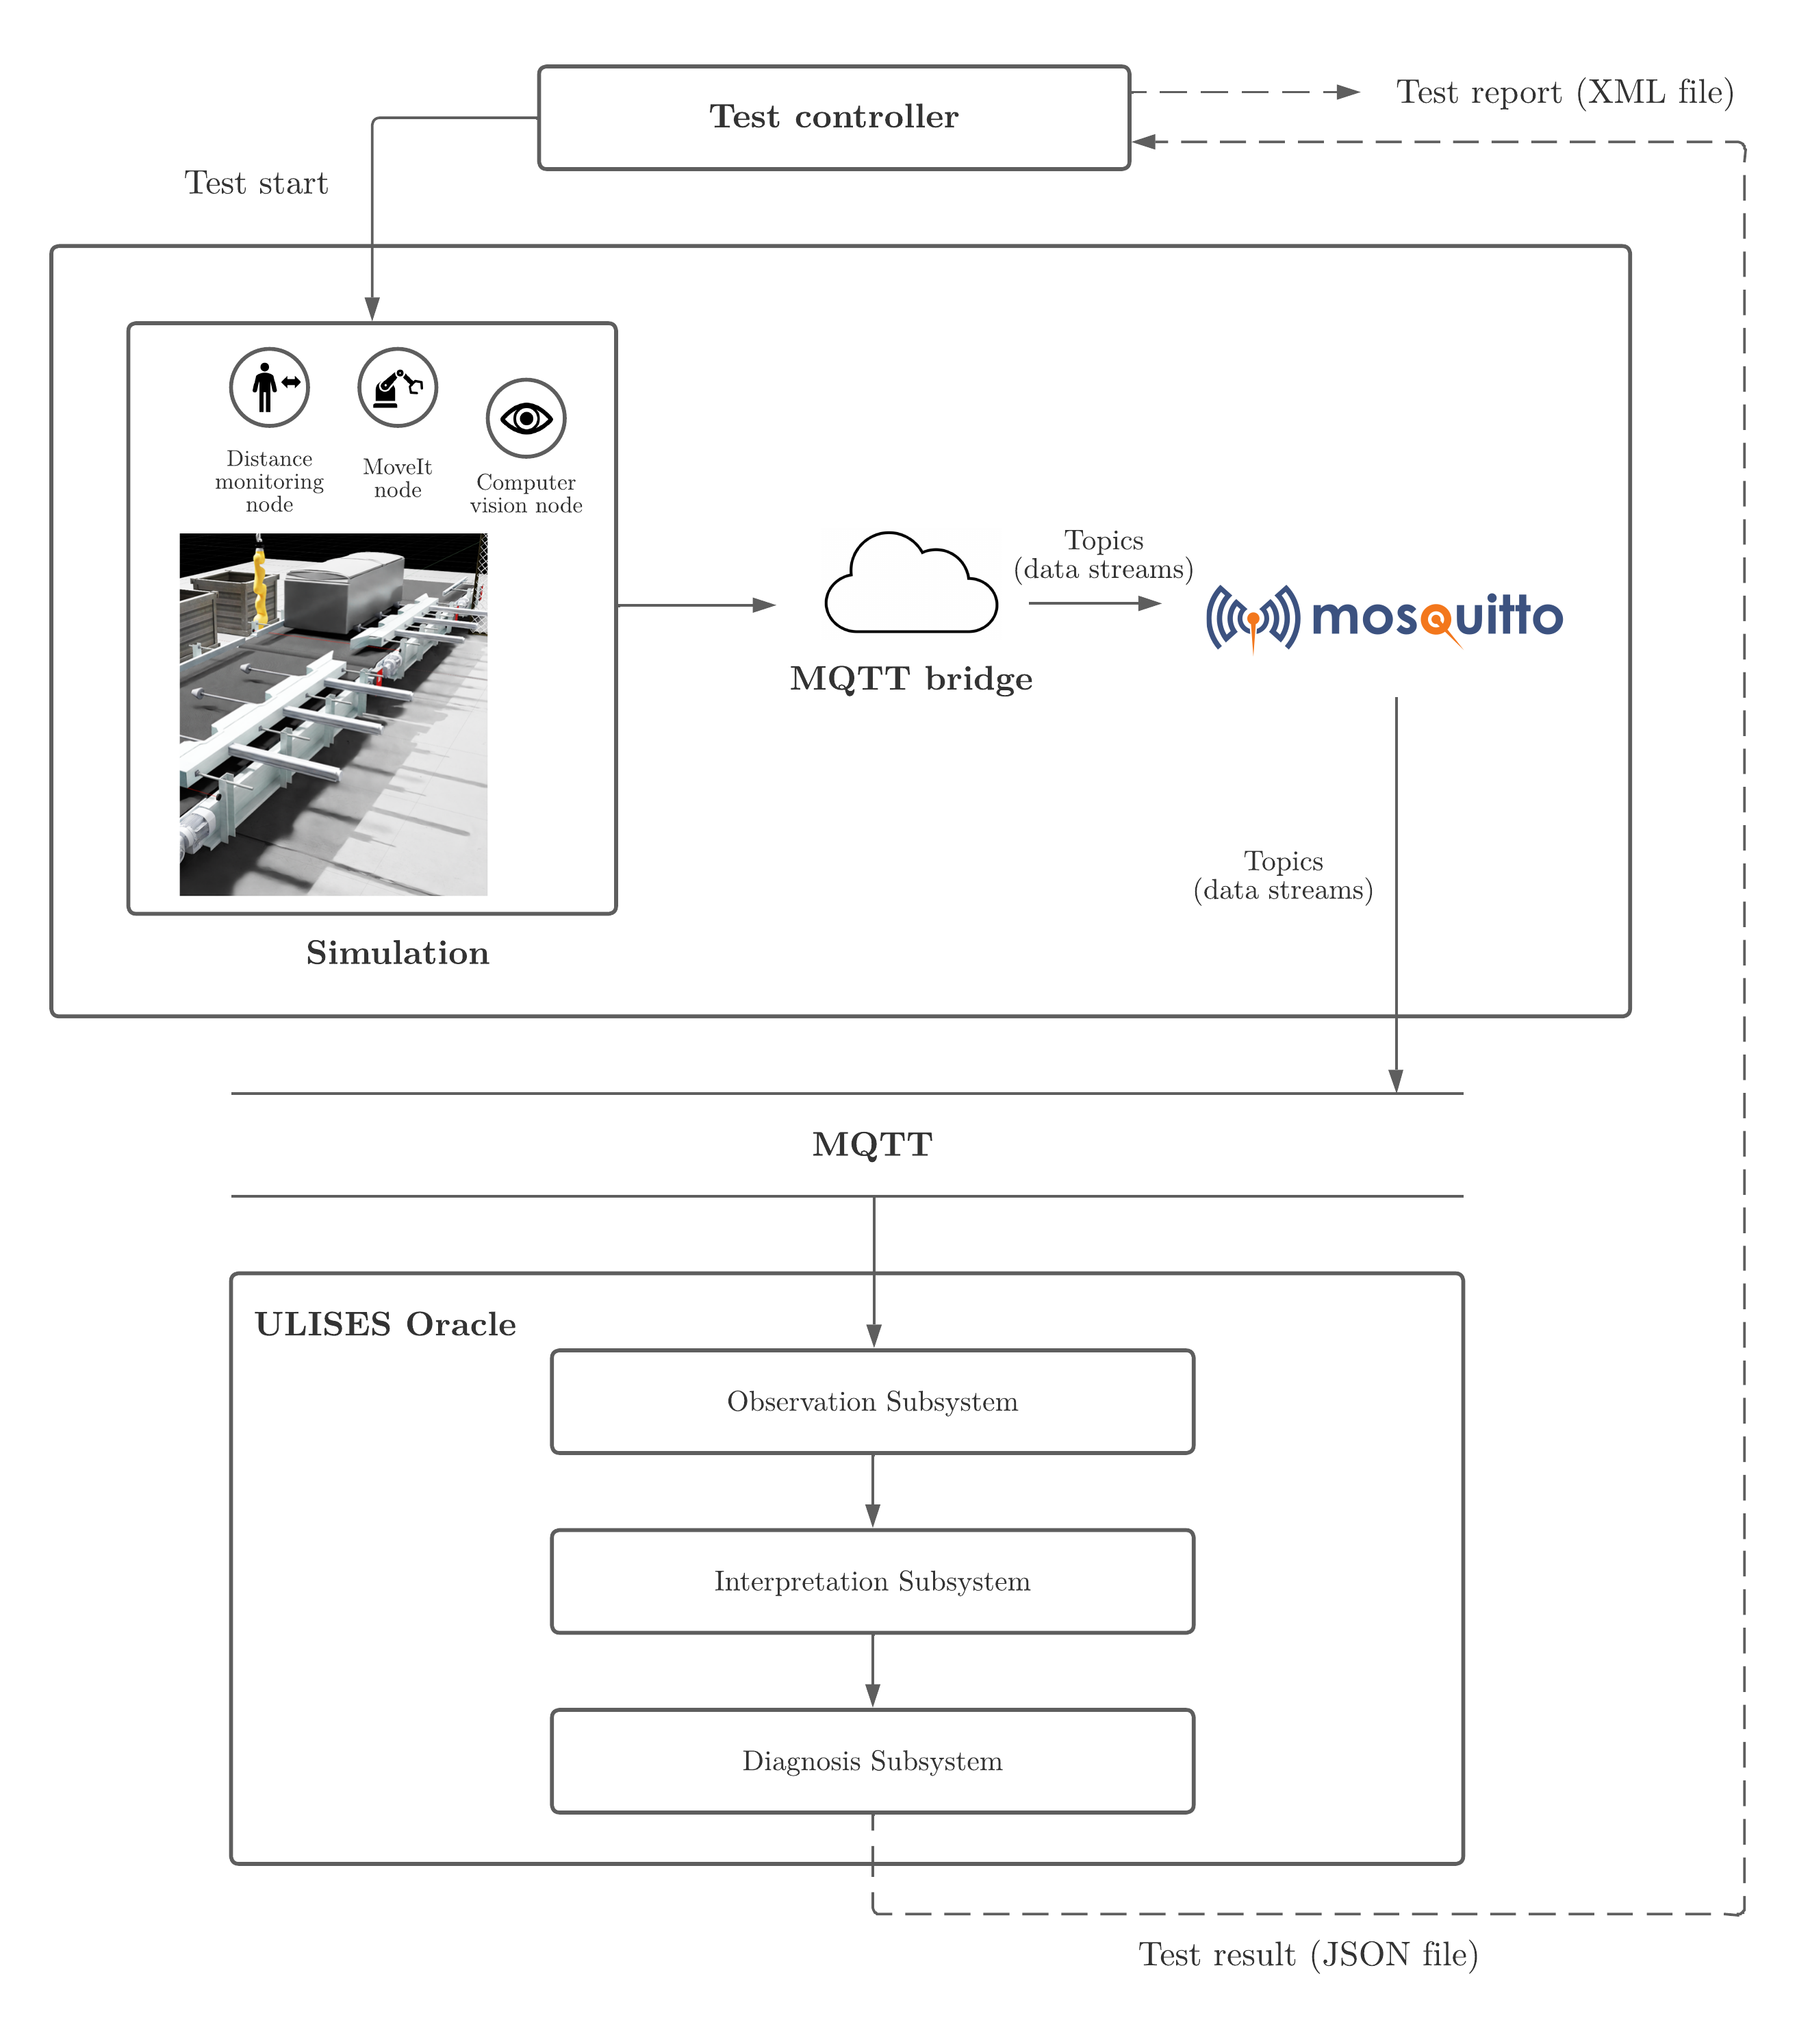 Test controller
Test report (XML file)
Test start
Distance
monitoring
node
MoveIt
node
Computer
vision node
Simulation
MQTT bridge
Topics
(data streams)
mosquitto
Topics
(data streams)
MQTT
ULISES Oracle
Observation Subsystem
Interpretation Subsystem
Diagnosis Subsystem
Test result (JSON file)